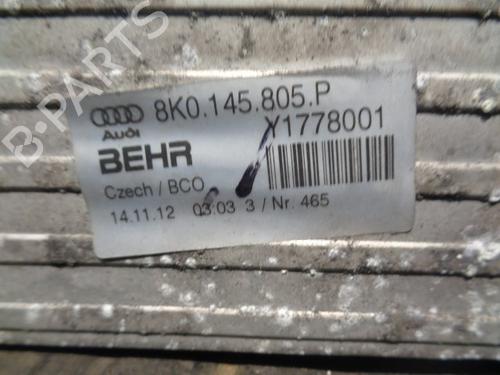 B-PARTS
8K0.145.805.P
Audi
Y1778001
BEHR
Czech / BCO
14.11.12 03:03 3 / Nr. 465